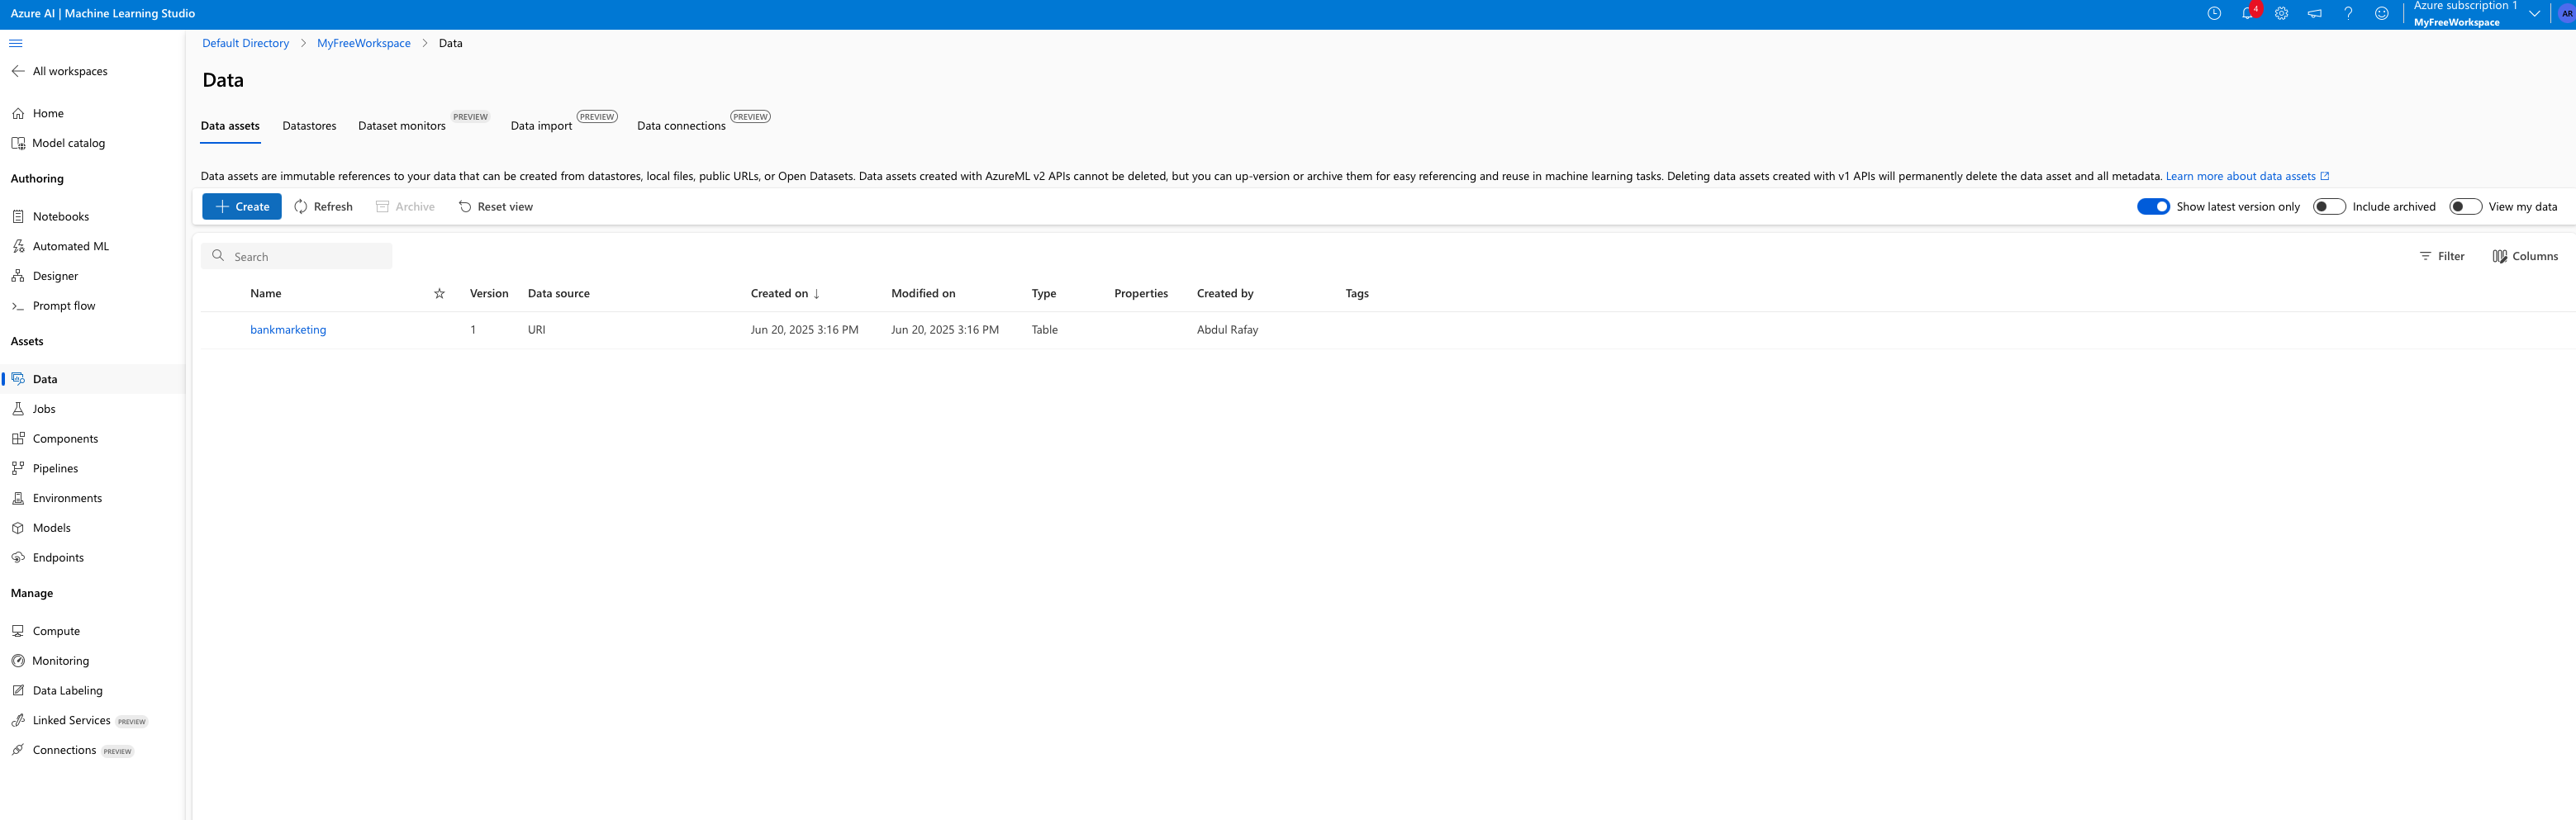 Azure AI | Machine Learning Studio
4
Azure subscription 1
MyFreeWorkspace
AR
All workspaces
Home
Model catalog
Authoring
Notebooks
Automated ML
Designer
Prompt flow
Assets
Data
Jobs
Components
Pipelines
Environments
Models
Endpoints
Manage
Compute
Monitoring
Data Labeling
Linked Services PREVIEW
Connections PREVIEW
Default Directory > MyFreeWorkspace > Data
Data
Data assets Datastores Dataset monitors PREVIEW Data import PREVIEW Data connections PREVIEW
Data assets are immutable references to your data that can be created from datastores, local files, public URLs, or Open Datasets. Data assets created with AzureML v2 APIs cannot be deleted, but you can up-version or archive them for easy referencing and reuse in machine learning tasks. Deleting data assets created with v1 APIs will permanently delete the data asset and all metadata. Learn more about data assets
Create Refresh Archive Reset view Show latest version only Include archived View my data
Search Filter Columns
Name Version Data source Created on ↓ Modified on Type Properties Created by Tags
bankmarketing 1 URI Jun 20, 2025 3:16 PM Jun 20, 2025 3:16 PM Table Abdul Rafay